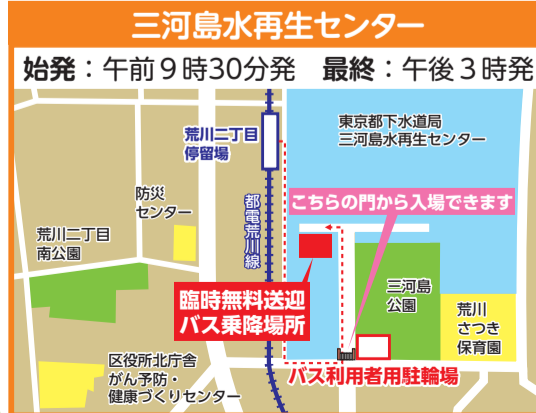 三河島水再生センター
始発：午前9時30分発　最終：午後3時発
荒川二丁目
停留場
東京都下水道局
三河島水再生センター
防災
センター
都電荒川線
こちらの門から入場できます
荒川二丁目
南公園
臨時無料送迎
バス乗降場所
三河島
公園
荒川
さつき
保育園
区役所北庁舎
がん予防・
健康づくりセンター
バス利用者用駐輪場